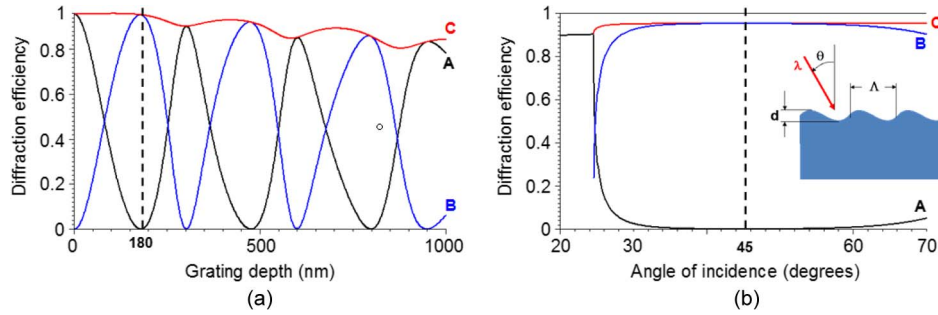 1
0.8
0.6
0.4
0.2
0
Diffraction efficiency
0
180
500
1000
Grating depth (nm)
C
A
B
(a)
1
0.8
0.6
0.4
0.2
0
Diffraction efficiency
20
30
45
60
70
Angle of incidence (degrees)
C
B
A
λ
θ
Λ
d
(b)